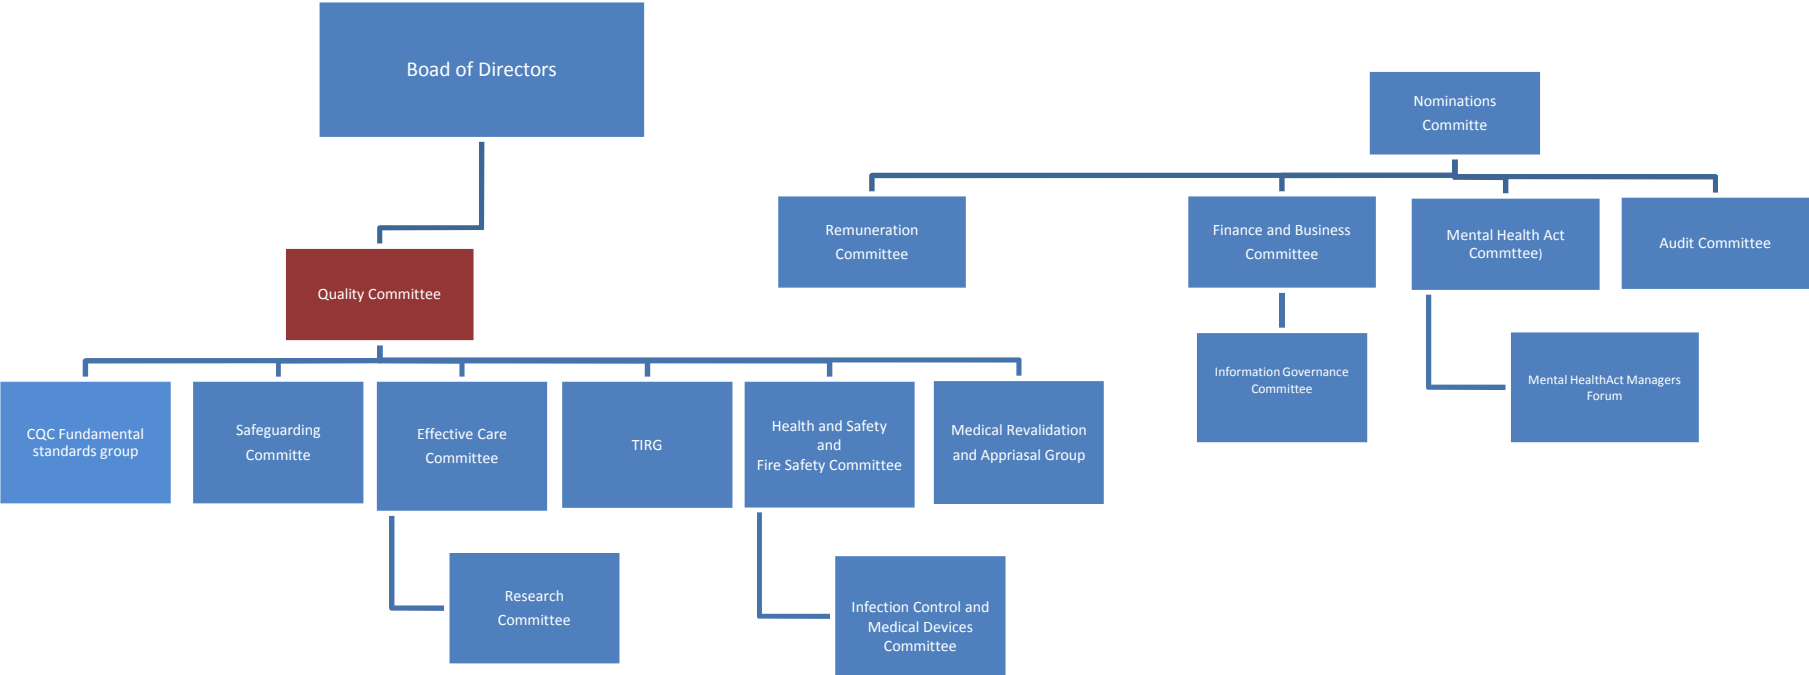 Boad of Directors
Nominations
Committe
Remuneration
Committee
Finance and Business
Committee
Mental Health Act
Commttee)
Audit Committee
Quality Committee
Information Governance
Committee
Mental HealthAct Managers
Forum
CQC Fundamental
standards group
Safeguarding
Committe
Effective Care
Committee
TIRG
Health and Safety
and
Fire Safety Committee
Medical Revalidation
and Appriasal Group
Research
Committee
Infection Control and
Medical Devices
Committee